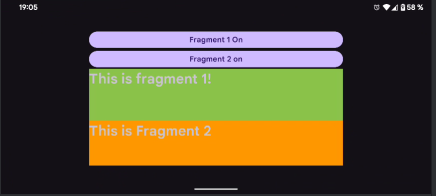 19:05
58 %
Fragment 1 On
Fragment 2 on
This is fragment 1!
This is Fragment 2